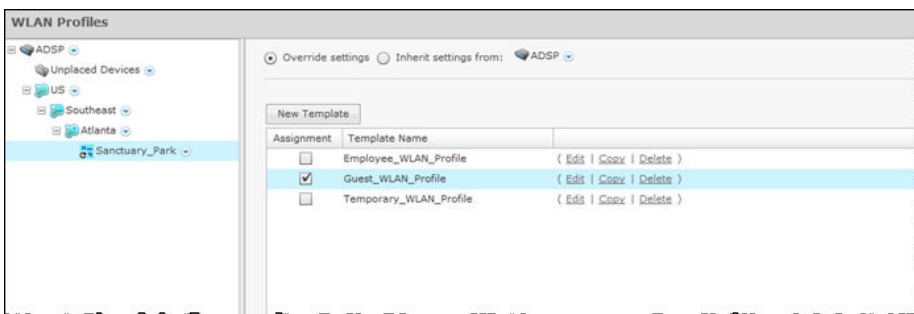 WLAN Profiles
ADSP
Unplaced Devices
US
Southeast
Atlanta
Sanctuary_Park
Override settings Inherit settings from: ADSP
New Template
Assignment Template Name
Employee_WLAN_Profile ( Edit | Copy | Delete )
Guest_WLAN_Profile ( Edit | Copy | Delete )
Temporary_WLAN_Profile ( Edit | Copy | Delete )